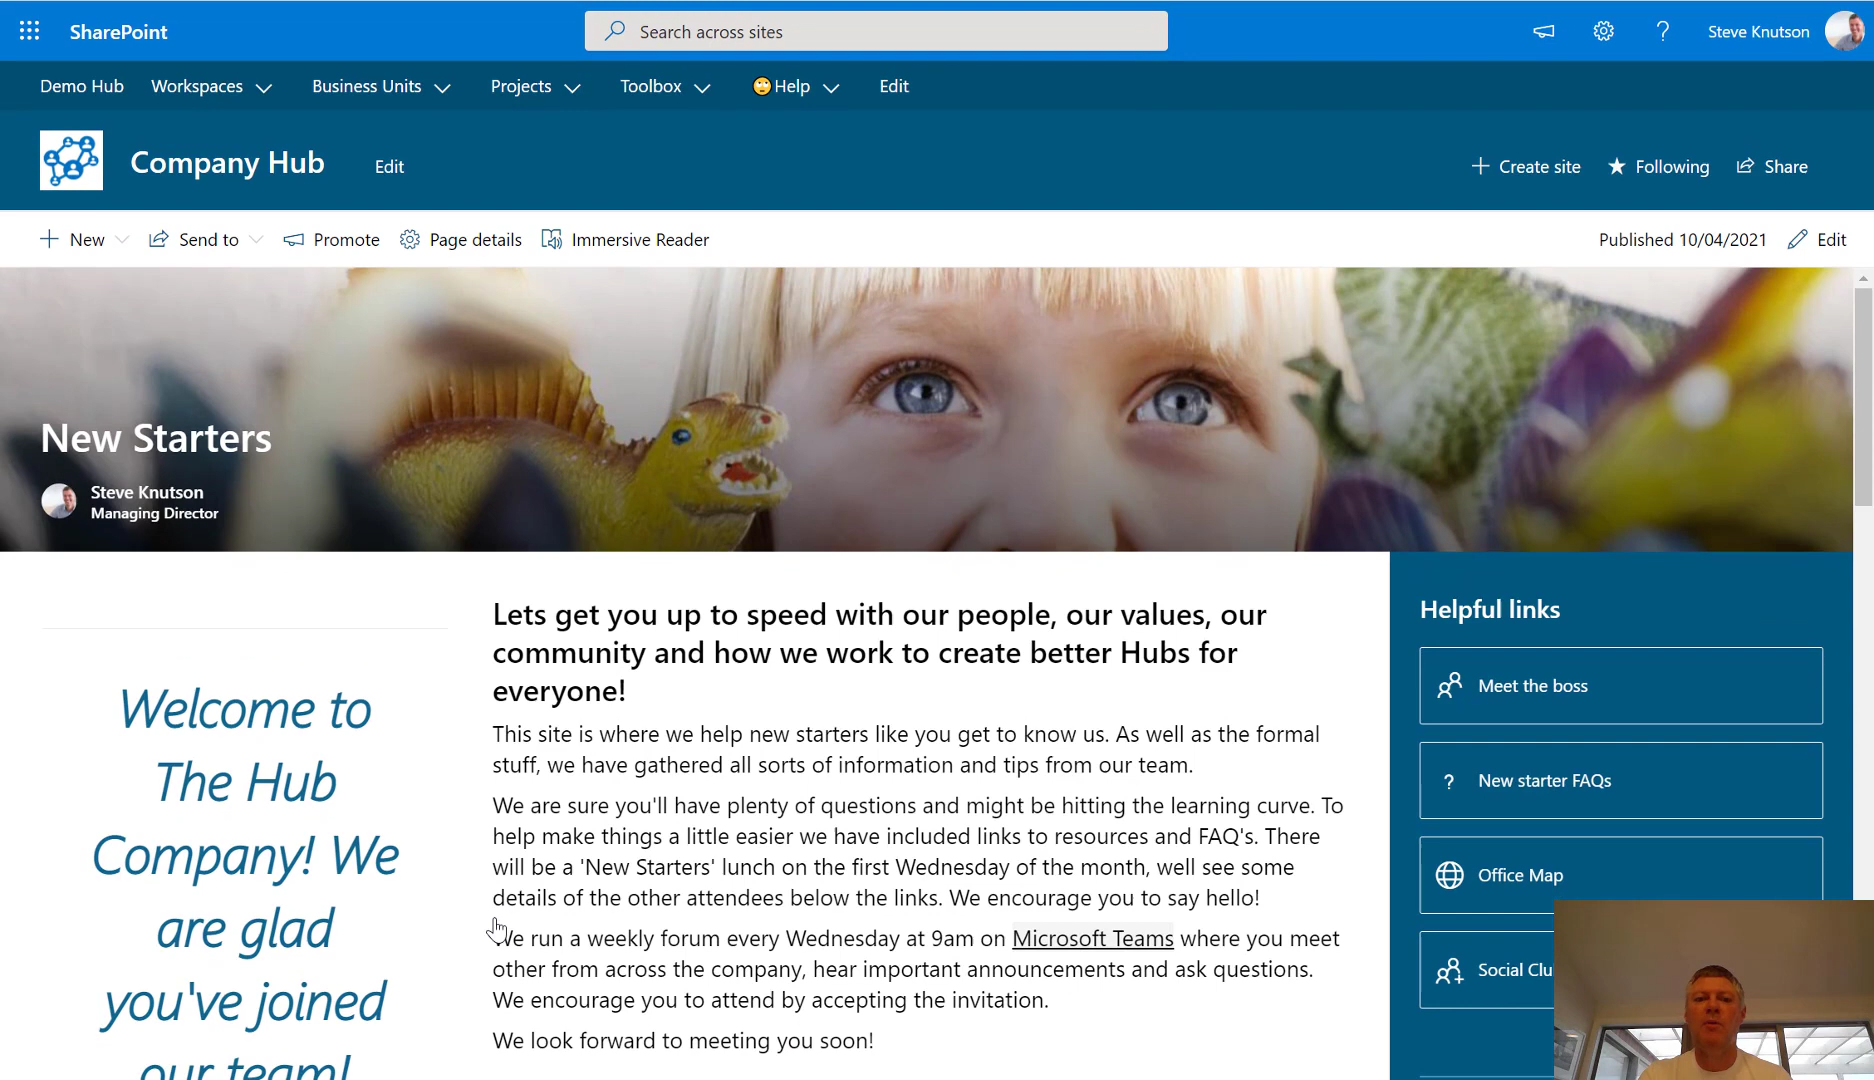 SharePoint
Search across sites
Steve Knutson
Demo Hub Workspaces Business Units Projects Toolbox Help Edit
Company Hub Edit
Create site Following Share
New Send to Promote Page details Immersive Reader
Published 10/04/2021 Edit
New Starters
Steve Knutson
Managing Director
Welcome to
The Hub
Company! We
are glad
you've joined
our team!
Lets get you up to speed with our people, our values, our
community and how we work to create better Hubs for
everyone!
This site is where we help new starters like you get to know us. As well as the formal
stuff, we have gathered all sorts of information and tips from our team.
We are sure you'll have plenty of questions and might be hitting the learning curve. To
help make things a little easier we have included links to resources and FAQ's. There
will be a 'New Starters' lunch on the first Wednesday of the month, well see some
details of the other attendees below the links. We encourage you to say hello!
We run a weekly forum every Wednesday at 9am on Microsoft Teams where you meet
other from across the company, hear important announcements and ask questions.
We encourage you to attend by accepting the invitation.
We look forward to meeting you soon!
Helpful links
Meet the boss
? New starter FAQs
Office Map
Social Clu